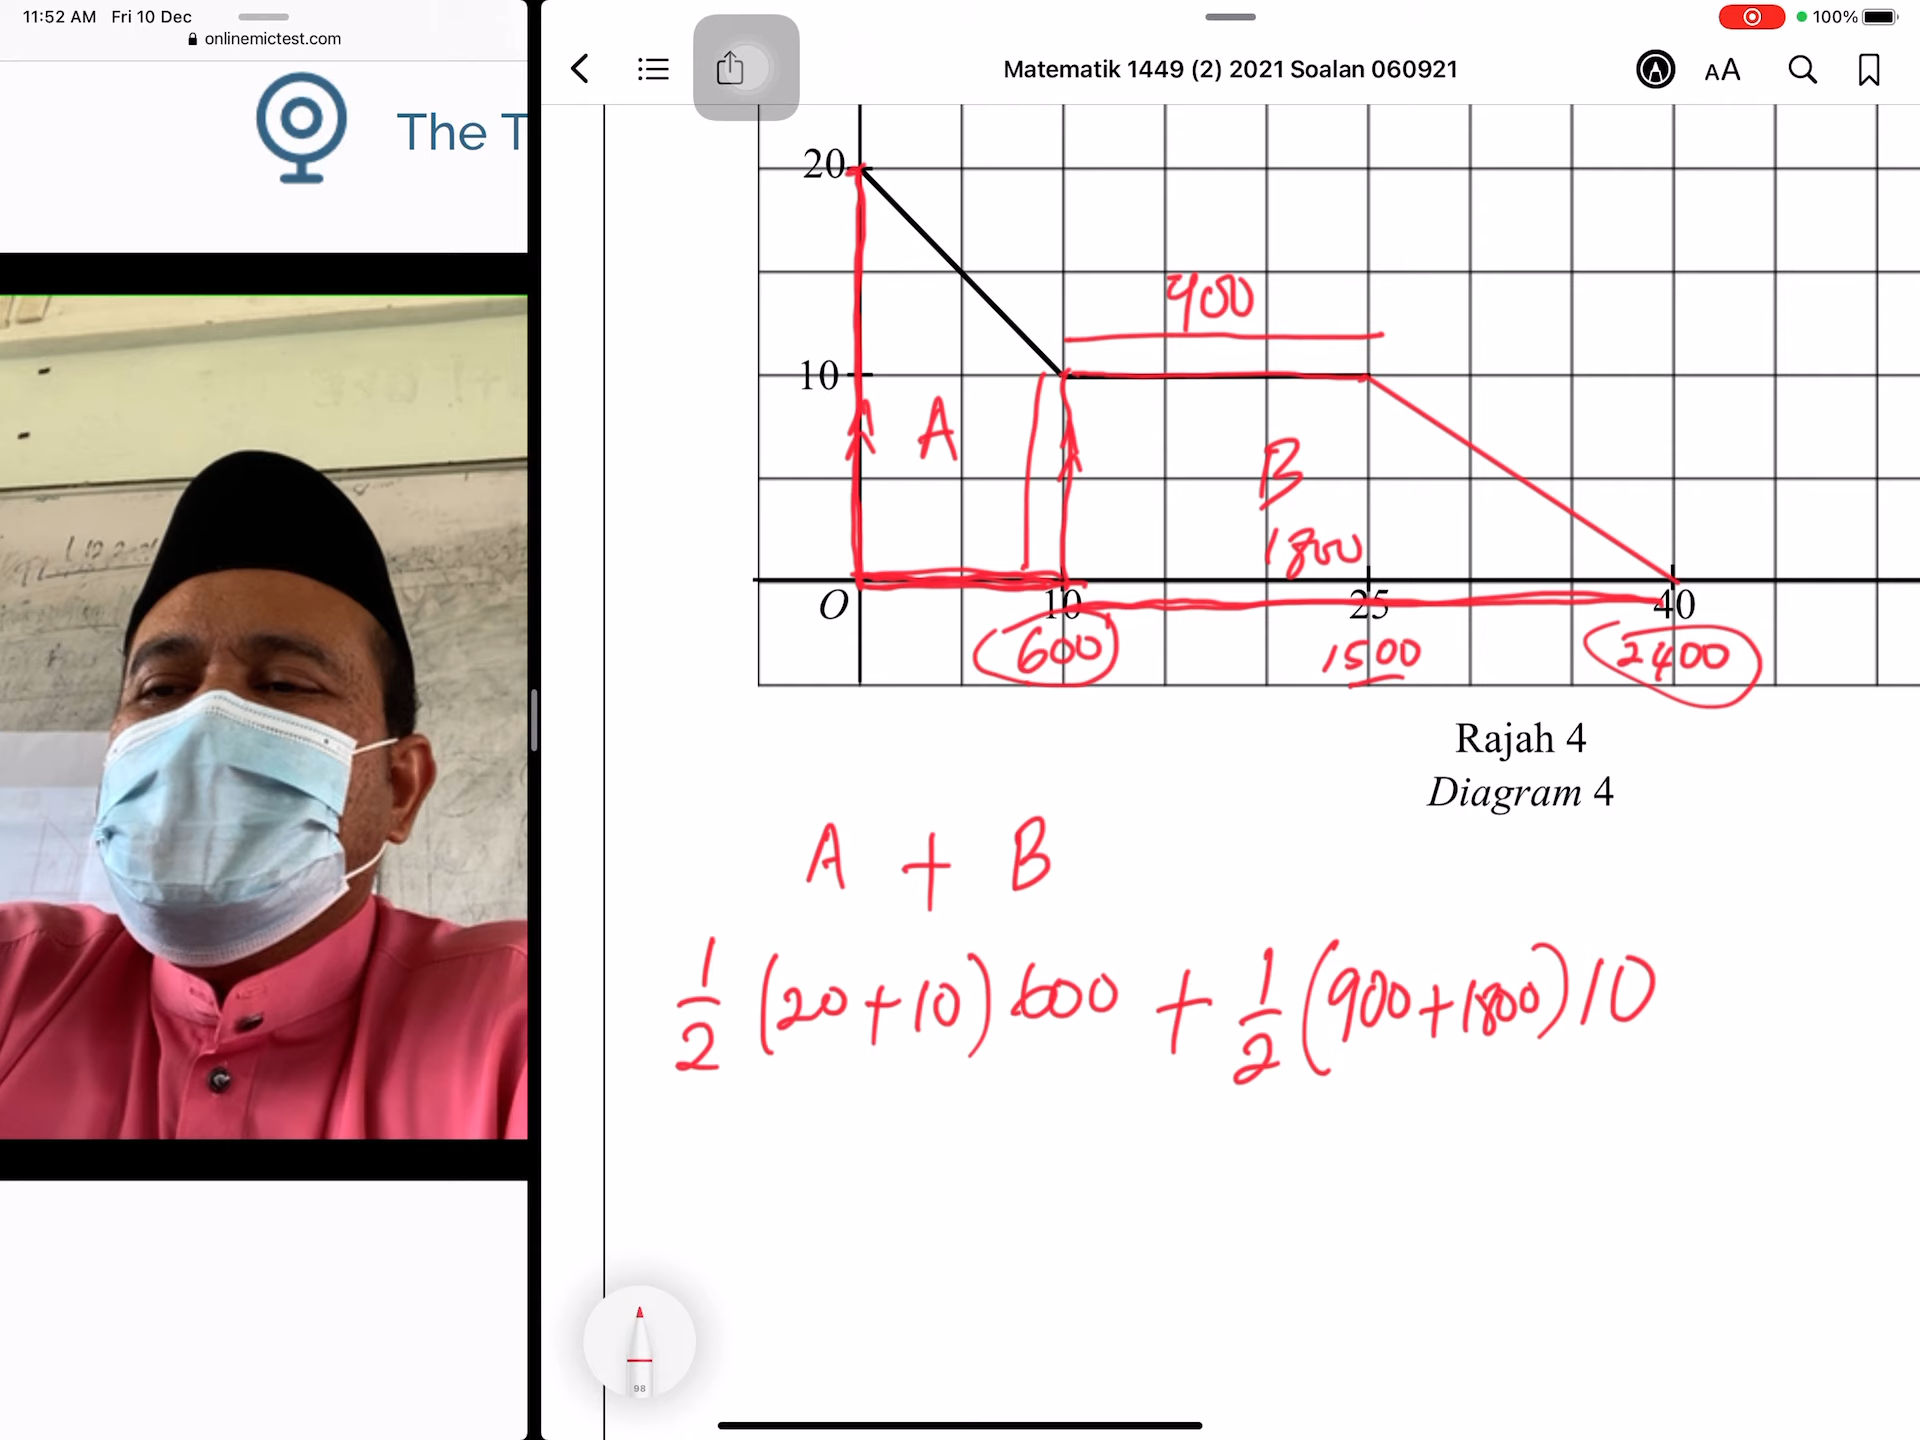 11:52 AM Fri 10 Dec
onlinemictest.com
The T
100%
Matematik 1449 (2) 2021 Soalan 060921
AA
20
900
10
A
B
1800
O
10
25
40
600
1500
2400
Rajah 4
Diagram 4
A + B
1/2 (20+10) 600 + 1/2 (900+1800) 10
98